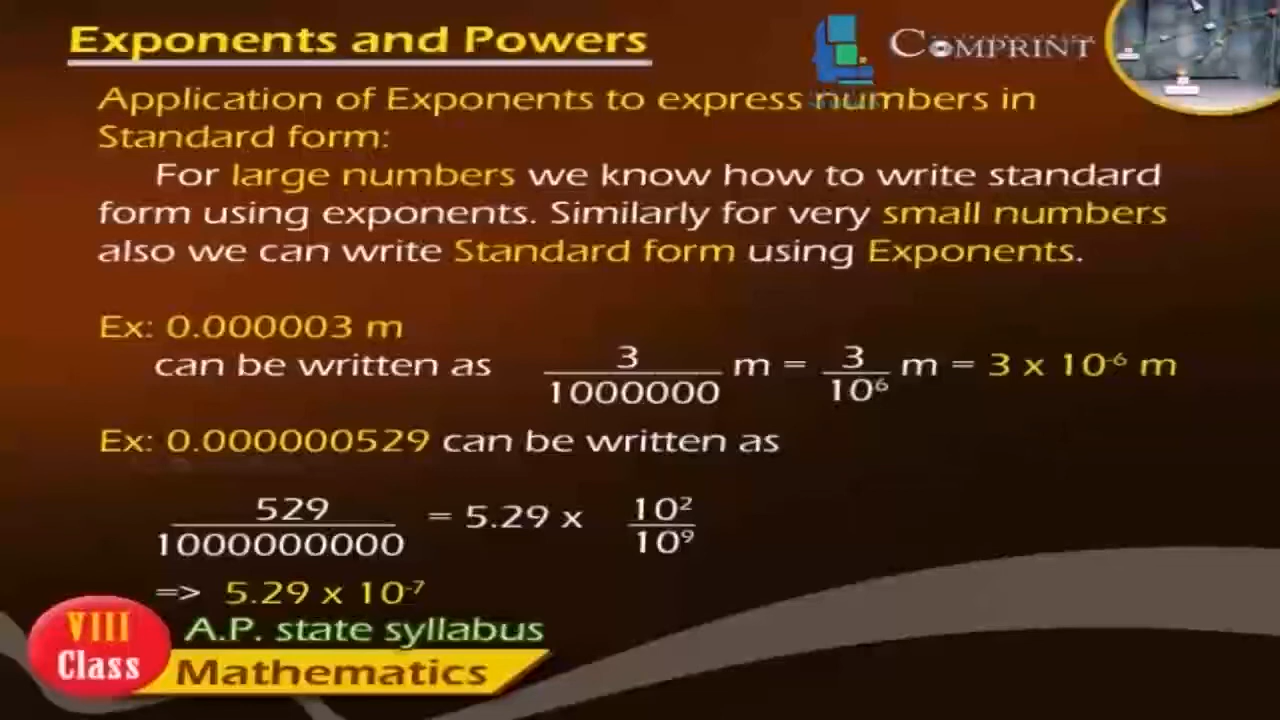 Exponents and Powers
COMPRINT
Application of Exponents to express numbers in
Standard form:
For large numbers we know how to write standard
form using exponents. Similarly for very small numbers
also we can write Standard form using Exponents.
Ex: 0.000003 m
can be written as 3/1000000 m = 3/10⁶ m = 3 x 10⁻⁶ m
Ex: 0.000000529 can be written as
529/1000000000 = 5.29 x 10²/10⁹
=> 5.29 x 10⁻⁷
VIII
Class
A.P. state syllabus
Mathematics